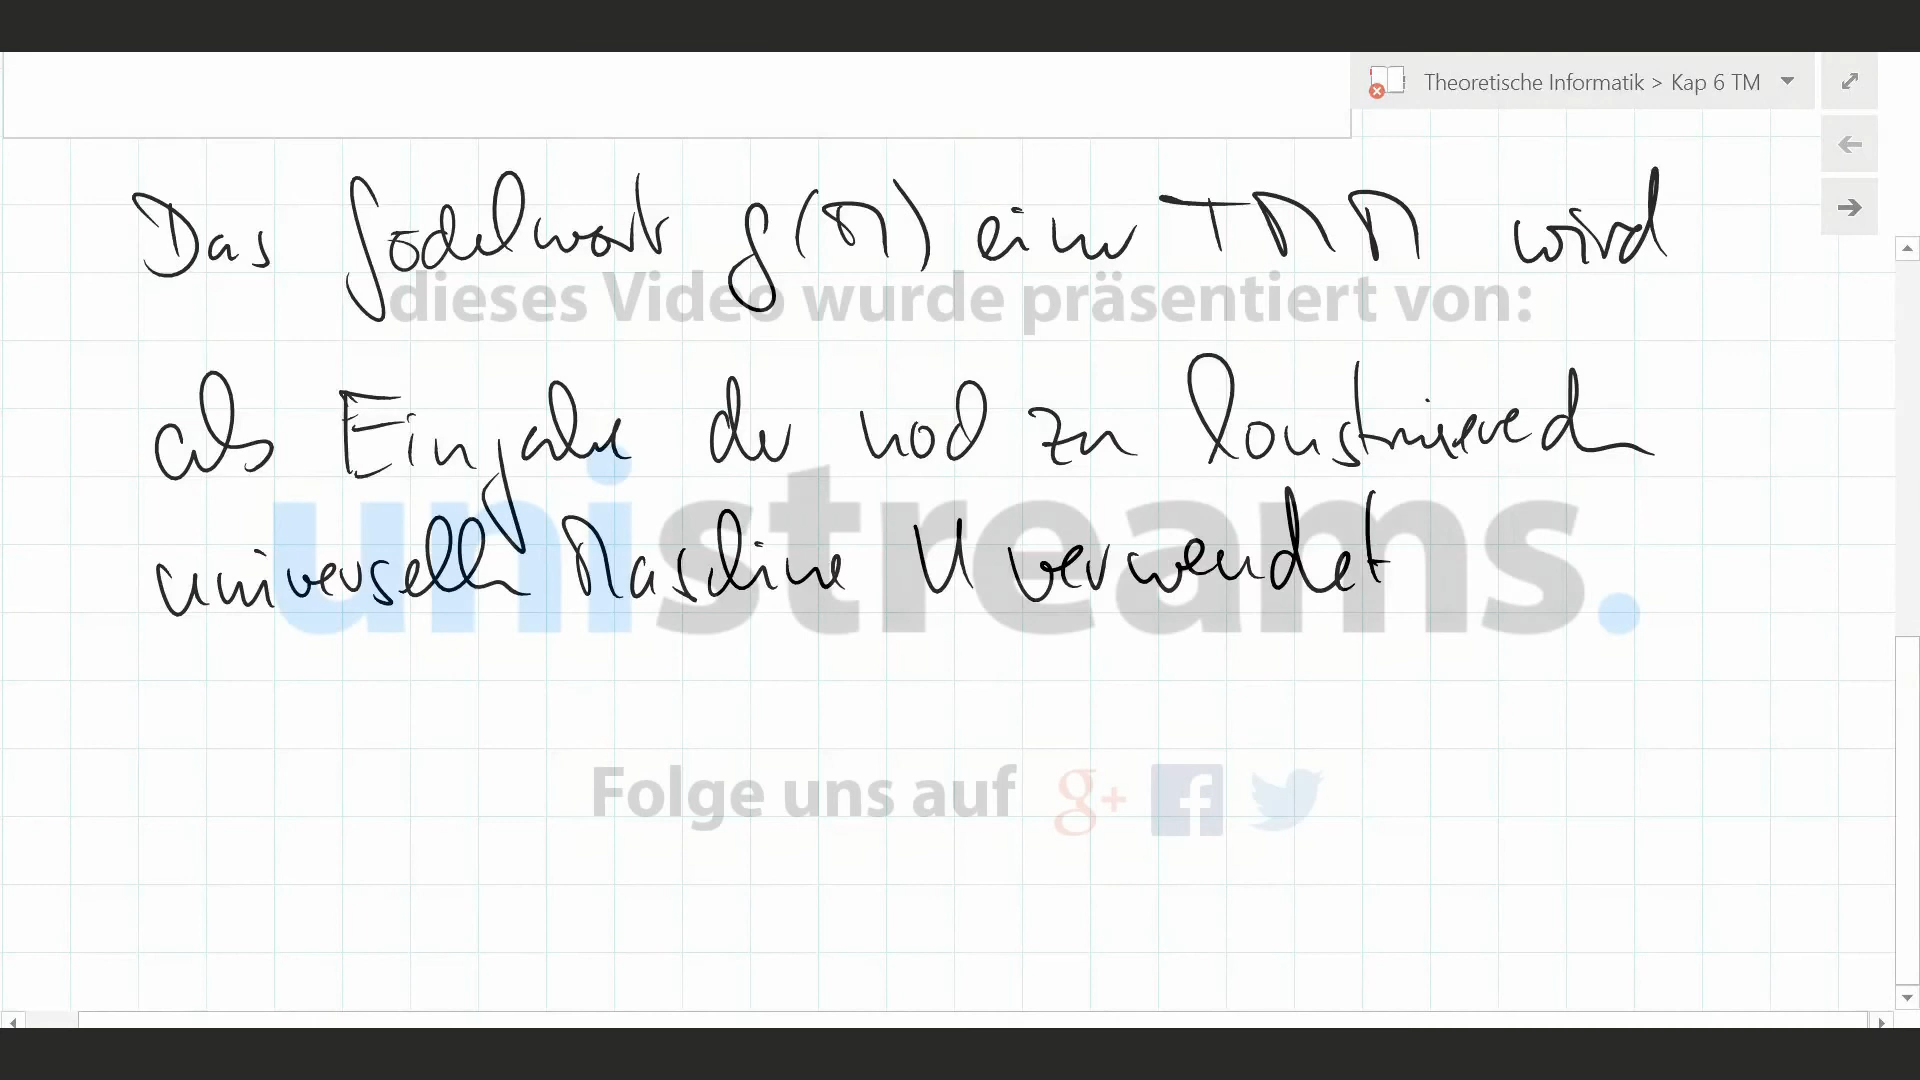 Theoretische Informatik > Kap 6 TM
Das Gödelwort g(M) einer TM M wird
dieses Video wurde präsentiert von:
als Eingabe der noch zu konstruierenden
universellen Maschine U verwendet
unistreams.
Folge uns auf g+ f